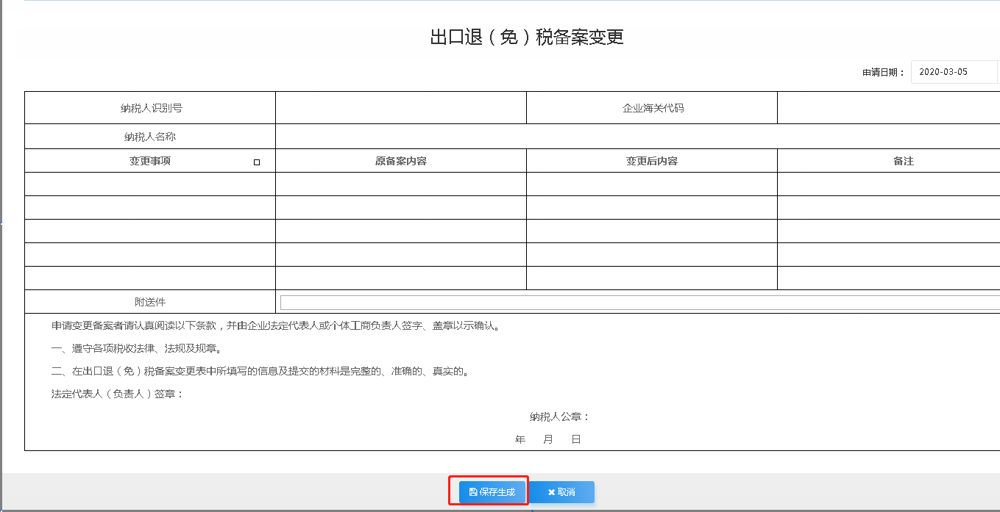 出口退（免）税备案变更
申请日期： 2020-03-05
纳税人识别号 企业海关代码
纳税人名称
变更事项 原备案内容 变更后内容 备注
附送件
申请变更备案者请认真阅读以下条款，并由企业法定代表人或个体工商负责人签字、盖章以示确认。
一、遵守各项税收法律、法规及规章。
二、在出口退（免）税备案变更表中所填写的信息及提交的材料是完整的、准确的、真实的。
法定代表人（负责人）签章：
纳税人公章：
年 月 日
保存生成 取消